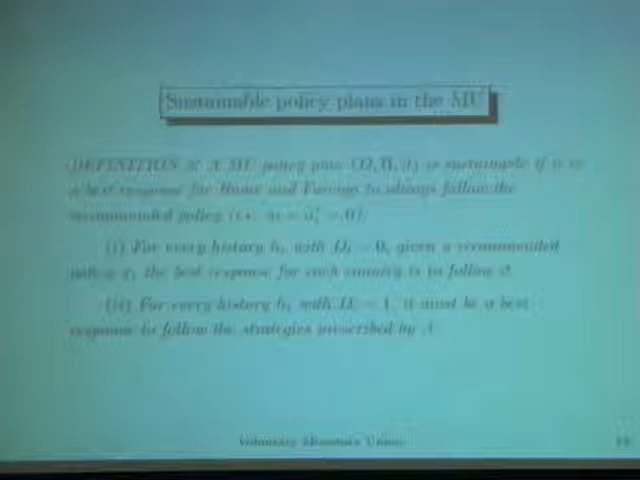 Sustainable policy plans in the MU
DEFINITION A MU policy plan is sustainable if it is
a best response for Home and Foreign to always follow the
recommended policy (i.e.
(i) For every history with = 0, given a recommended
policy the best response for each country is to follow it.
(ii) For every history with = 1, it must be a best
response to follow the strategies prescribed by
Voluntary Monetary Union